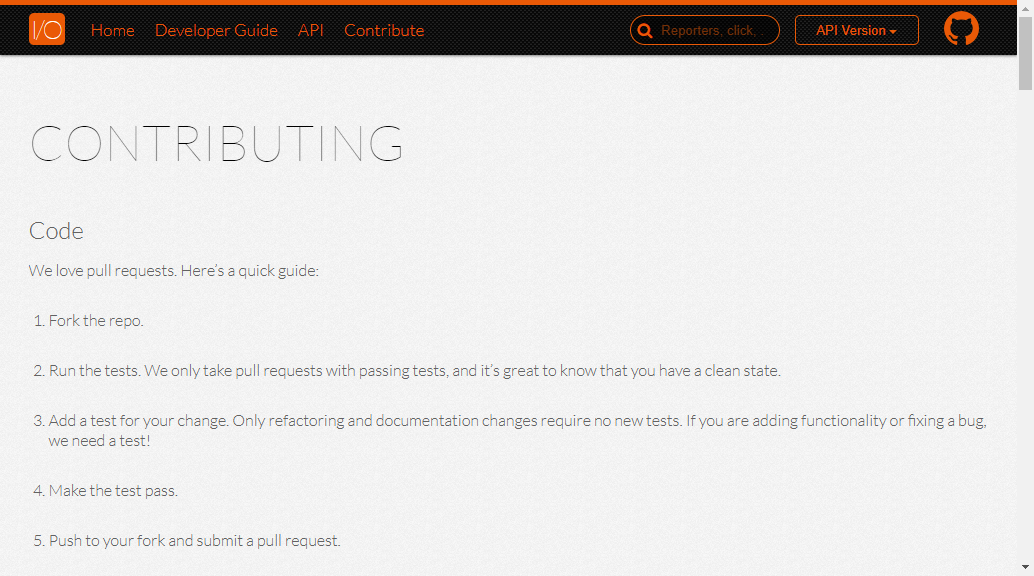 I/O Home Developer Guide API Contribute Reporters, click, . API Version
CONTRIBUTING
Code
We love pull requests. Here’s a quick guide:
1. Fork the repo.
2. Run the tests. We only take pull requests with passing tests, and it’s great to know that you have a clean state.
3. Add a test for your change. Only refactoring and documentation changes require no new tests. If you are adding functionality or fixing a bug,
we need a test!
4. Make the test pass.
5. Push to your fork and submit a pull request.